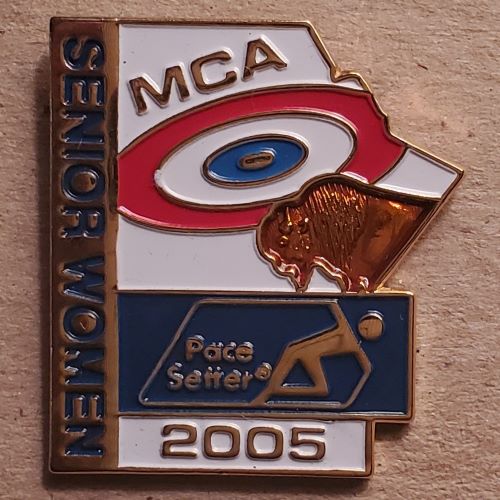 SENIOR WOMEN
MCA
Pace
Setter®
2005